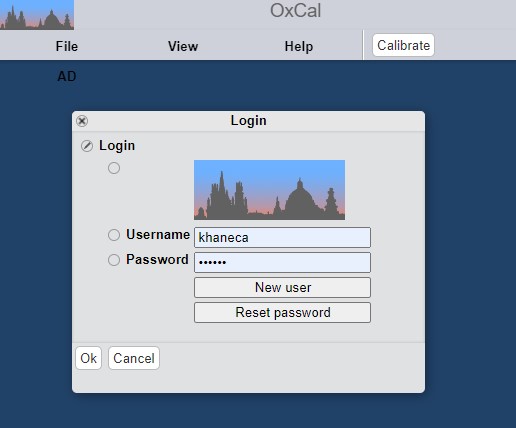 OxCal
File View Help Calibrate
AD
Login
Login
Username khaneca
Password ••••••
New user
Reset password
Ok Cancel